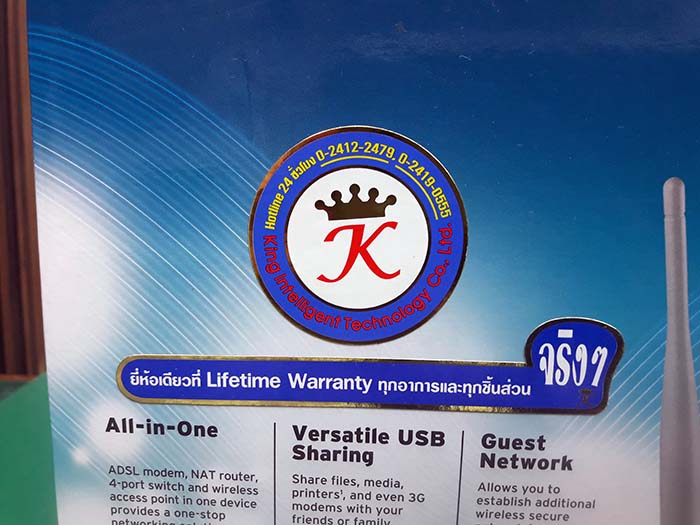 Hotline 24 ชั่วโมง 0-2412-2479, 0-2419-0555
K
King Intelligent Technology Co., Ltd.
ยี่ห้อเดียวที่ Lifetime Warranty ทุกอาการและทุกชิ้นส่วน
จริงๆ
All-in-One
ADSL modem, NAT router,
4-port switch and wireless
access point in one device
provides a one-stop
networking
Versatile USB
Sharing
Share files, media,
printers¹, and even 3G
modems with your
friends or family
Guest
Network
Allows you to
establish additional
wireless secure